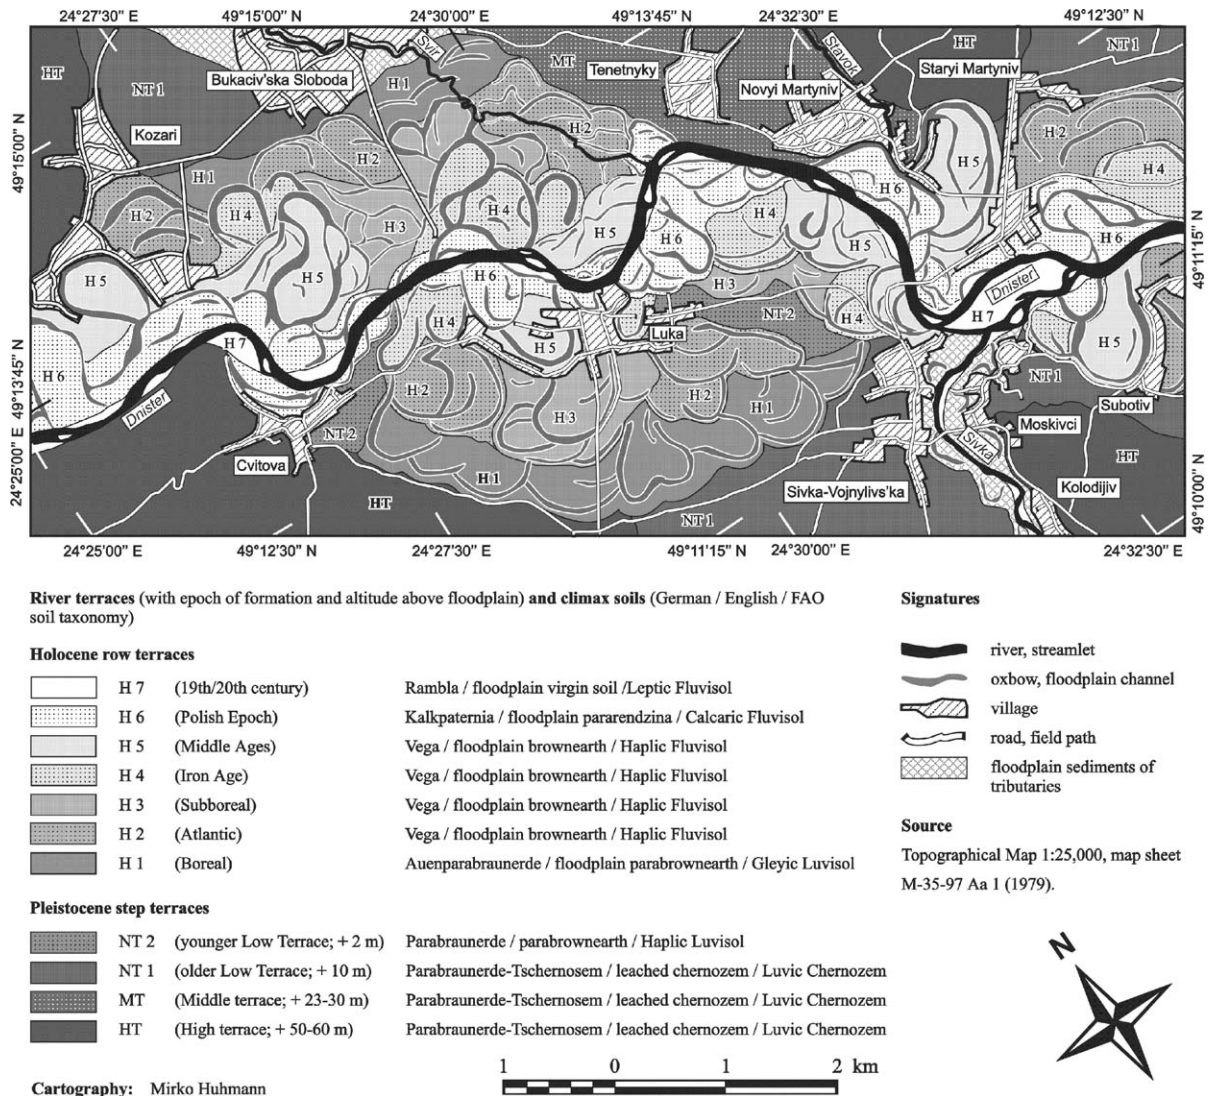 24°27'30" E 49°15'00" N 24°30'00" E 49°13'45" N 24°32'30" E 49°12'30" N
HT NT 1 Bukaciv'ska Sloboda Svir H 1 MT Tenetnyky Stavok HT Staryi Martyniv NT 1
Kozari Novyi Martyniv
H 2 H 2 H 2
49°15'00" N H 1 H 5 H 4
H 2 H 4 H 4 H 4 H 6
H 3 H 5 H 6 H 5 H 6 49°11'15" N
H 5 H 5 H 6 H 3 Dnister
H 4 Luka NT 2 H 4 H 7
H 7 H 5 H 5
49°13'45" N H 6 H 2 H 2 NT 1
Dnister H 3 H 1 Subotiv
NT 2 Moskivci
24°25'00" E Cvitova Sivka HT
H 1 Sivka-Vojnylivs'ka Kolodijiv
HT NT 1 49°10'00" N
24°25'00" E 49°12'30" N 24°27'30" E 49°11'15" N 24°30'00" E 24°32'30" E
River terraces (with epoch of formation and altitude above floodplain) and climax soils (German / English / FAO
soil taxonomy)
Holocene row terraces
H 7 (19th/20th century) Rambla / floodplain virgin soil /Leptic Fluvisol
H 6 (Polish Epoch) Kalkpaternia / floodplain pararendzina / Calcaric Fluvisol
H 5 (Middle Ages) Vega / floodplain brownearth / Haplic Fluvisol
H 4 (Iron Age) Vega / floodplain brownearth / Haplic Fluvisol
H 3 (Subboreal) Vega / floodplain brownearth / Haplic Fluvisol
H 2 (Atlantic) Vega / floodplain brownearth / Haplic Fluvisol
H 1 (Boreal) Auenparabraunerde / floodplain parabrownearth / Gleyic Luvisol
Pleistocene step terraces
NT 2 (younger Low Terrace; + 2 m) Parabraunerde / parabrownearth / Haplic Luvisol
NT 1 (older Low Terrace; + 10 m) Parabraunerde-Tschernosem / leached chernozem / Luvic Chernozem
MT (Middle terrace; + 23-30 m) Parabraunerde-Tschernosem / leached chernozem / Luvic Chernozem
HT (High terrace; + 50-60 m) Parabraunerde-Tschernosem / leached chernozem / Luvic Chernozem
Cartography: Mirko Huhmann
1 0 1 2 km
Signatures
river, streamlet
oxbow, floodplain channel
village
road, field path
floodplain sediments of
tributaries
Source
Topographical Map 1:25,000, map sheet
M-35-97 Aa 1 (1979).
N